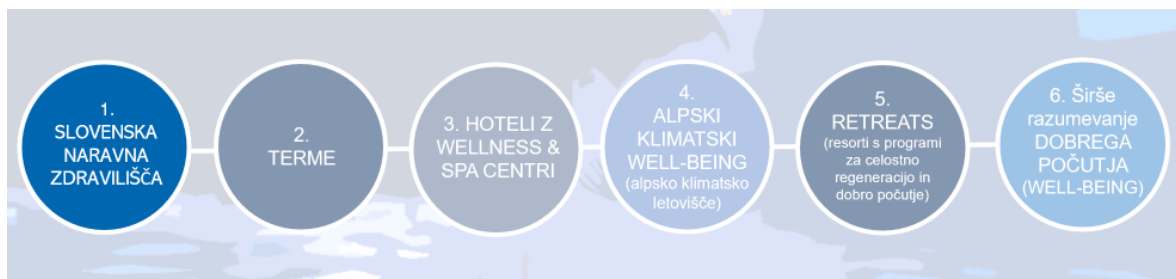 1.
SLOVENSKA
NARAVNA
ZDRAVILIŠČA
2.
TERME
3. HOTELI Z
WELLNESS &
SPA CENTRI
4.
ALPSKI
KLIMATSKI
WELL-BEING
(alpsko klimatsko
letovišče)
5.
RETREATS
(resorti s programi
za celostno
regeneracijo in
dobro počutje)
6. Širše
razumevanje
DOBREGA
POČUTJA
(WELL-BEING)